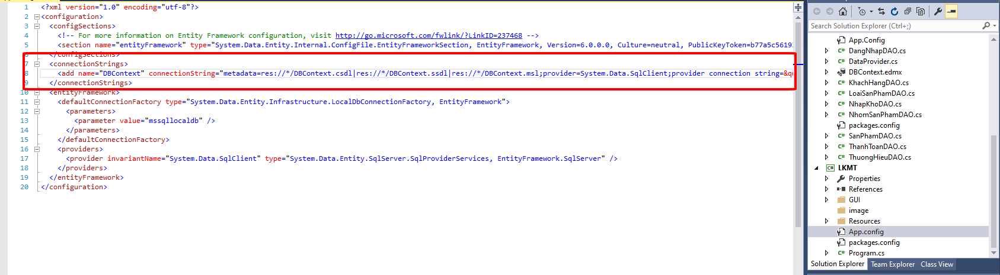 1 <?xml version="1.0" encoding="utf-8"?>
2 <configuration>
3 <configSections>
4 <!-- For more information on Entity Framework configuration, visit http://go.microsoft.com/fwlink/?LinkID=237468 -->
5 <section name="entityFramework" type="System.Data.Entity.Internal.ConfigFile.EntityFrameworkSection, EntityFramework, Version=6.0.0.0, Culture=neutral, PublicKeyToken=b77a5c5619
6 </configSections>
7 <connectionStrings>
8 <add name="DBContext" connectionString="metadata=res://*/DBContext.csdl|res://*/DBContext.ssdl|res://*/DBContext.msl;provider=System.Data.SqlClient;provider connection string=&q
9 </connectionStrings>
10 <entityFramework>
11 <defaultConnectionFactory type="System.Data.Entity.Infrastructure.LocalDbConnectionFactory, EntityFramework">
12 <parameters>
13 <parameter value="mssqllocaldb" />
14 </parameters>
15 </defaultConnectionFactory>
16 <providers>
17 <provider invariantName="System.Data.SqlClient" type="System.Data.Entity.SqlServer.SqlProviderServices, EntityFramework.SqlServer" />
18 </providers>
19 </entityFramework>
20 </configuration>
Search Solution Explorer (Ctrl+;)
App.Config
C# DangNhapDAO.cs
C# DataProvider.cs
DBContext.edmx
C# KhachHangDAO.cs
C# LoaiSanPhamDAO.cs
C# NhapKhoDAO.cs
C# NhomSanPhamDAO.cs
packages.config
C# SanPhamDAO.cs
C# ThanhToanDAO.cs
C# ThuongHieuDAO.cs
C# LKMT
Properties
References
GUI
image
Resources
App.config
packages.config
C# Program.cs
Solution Explorer Team Explorer Class View